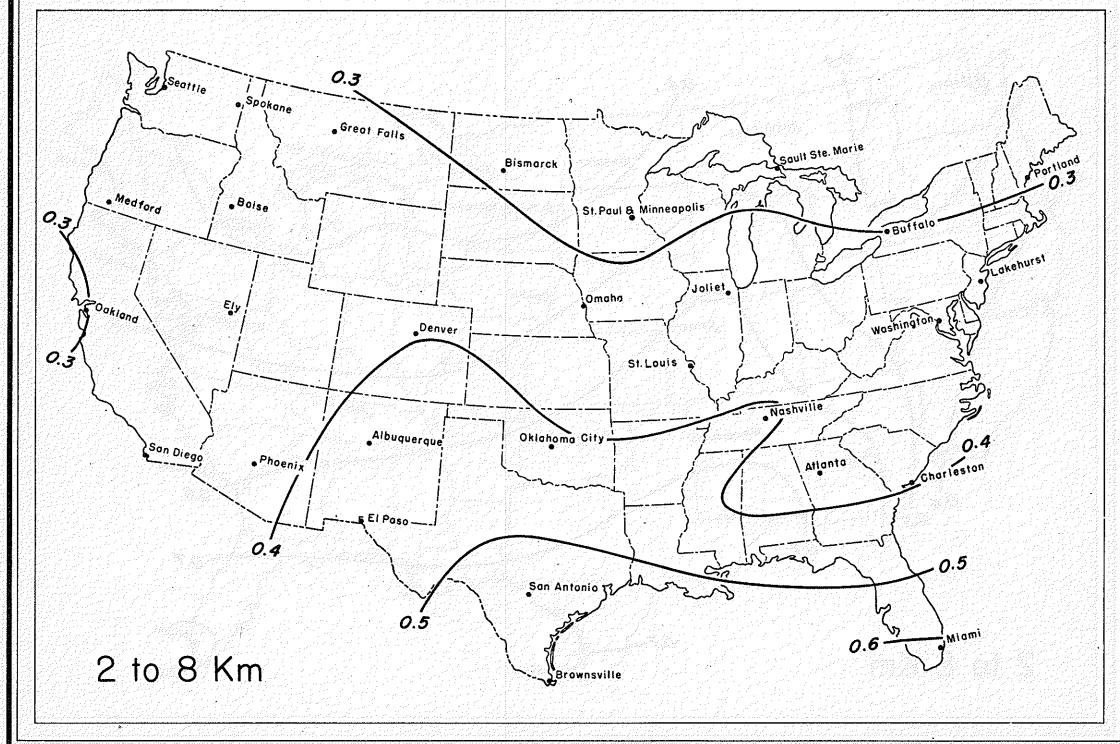 0.3
Seattle
Spokane
Great Falls
Bismarck
Sault Ste. Marie
Portland
0.3
Medford
Boise
St. Paul & Minneapolis
Buffalo
0.3
Lakehurst
Oakland
Ely
Omaha
Joliet
Denver
Washington
0.3
St. Louis
Nashville
Albuquerque
Oklahoma City
0.4
San Diego
Phoenix
Atlanta
Charleston
El Paso
0.4
0.5
San Antonio
0.5
0.6
Miami
2 to 8 Km
Brownsville